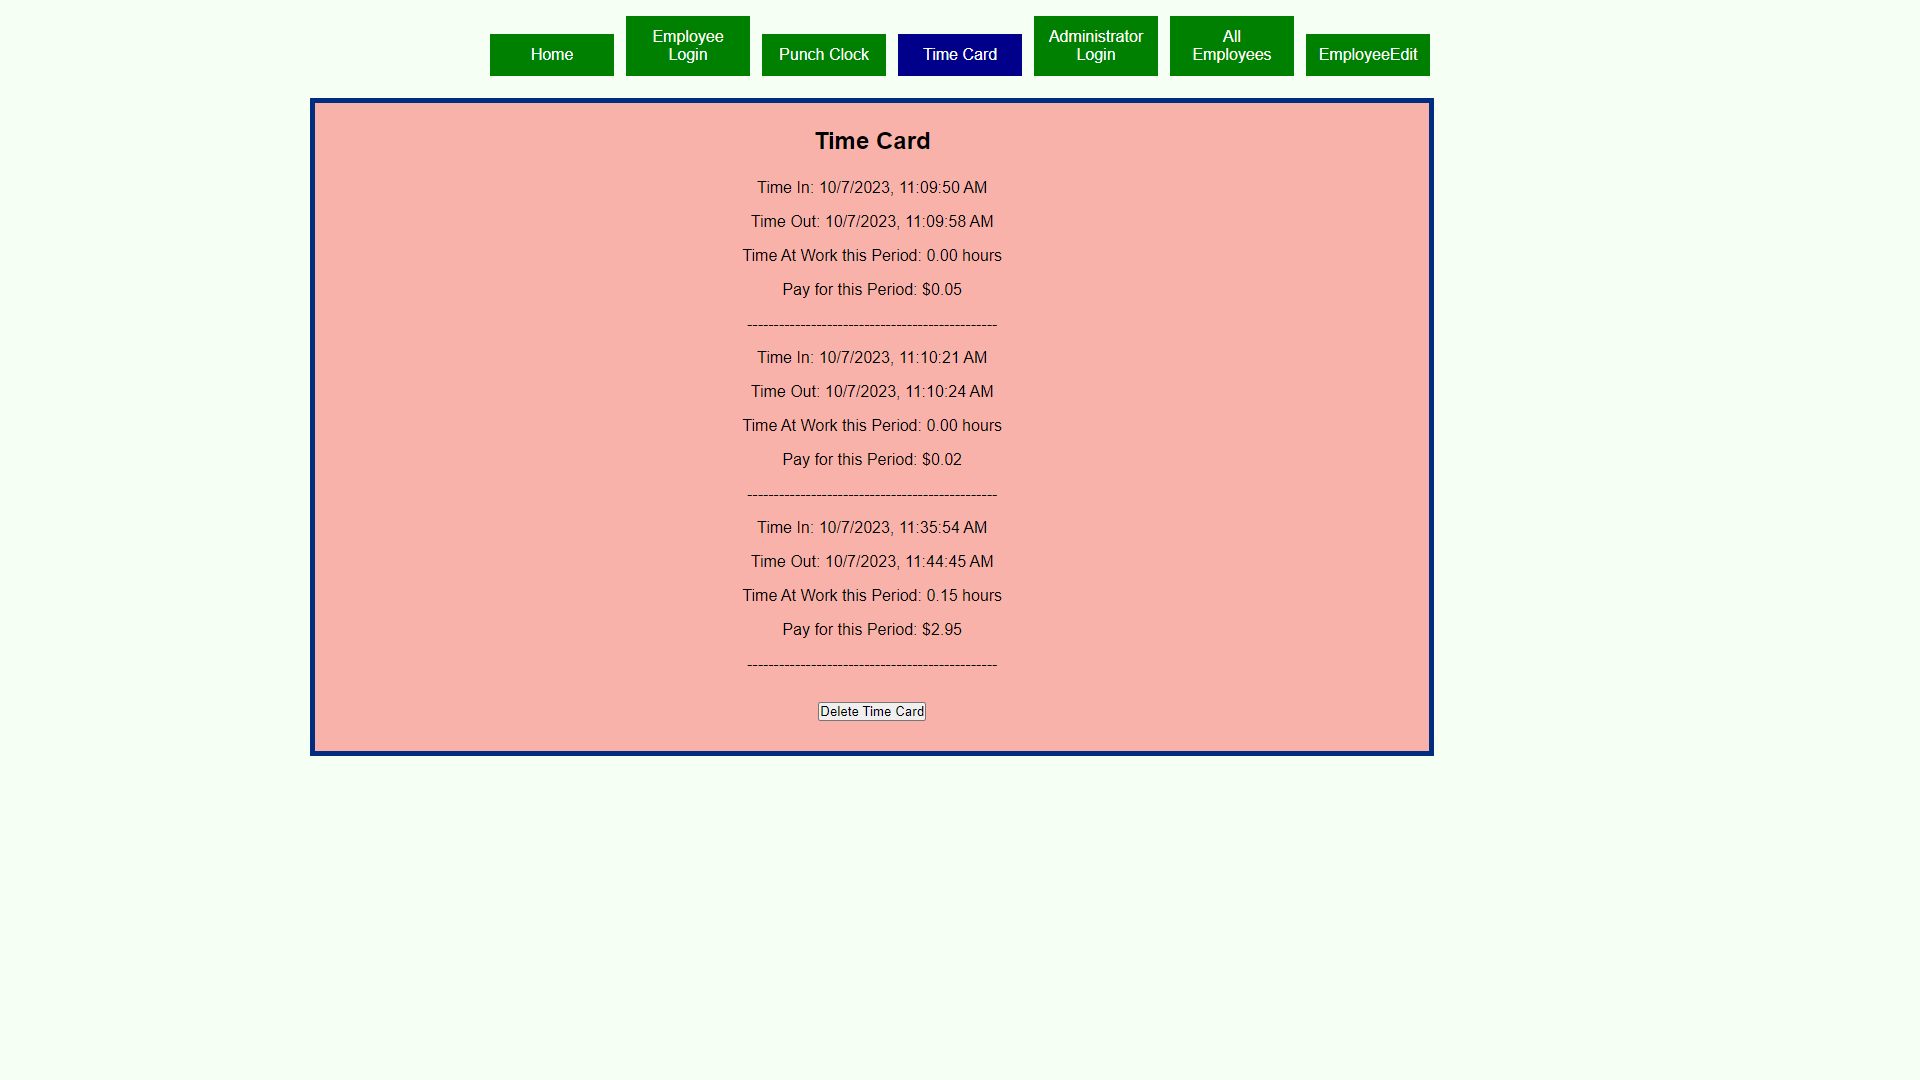 Home
Employee
Login
Punch Clock
Time Card
Administrator
Login
All
Employees
EmployeeEdit
Time Card
Time In: 10/7/2023, 11:09:50 AM
Time Out: 10/7/2023, 11:09:58 AM
Time At Work this Period: 0.00 hours
Pay for this Period: $0.05
-----------------------------------------------
Time In: 10/7/2023, 11:10:21 AM
Time Out: 10/7/2023, 11:10:24 AM
Time At Work this Period: 0.00 hours
Pay for this Period: $0.02
-----------------------------------------------
Time In: 10/7/2023, 11:35:54 AM
Time Out: 10/7/2023, 11:44:45 AM
Time At Work this Period: 0.15 hours
Pay for this Period: $2.95
-----------------------------------------------
Delete Time Card